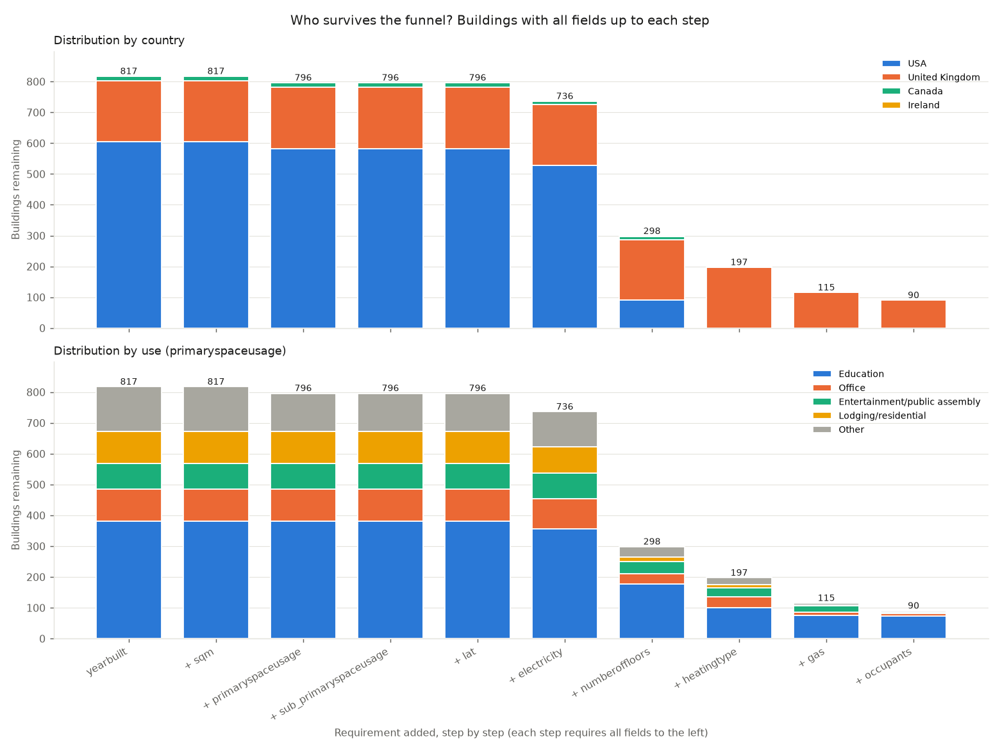 Who survives the funnel? Buildings with all fields up to each step
Distribution by country
Buildings remaining
800
700
600
500
400
300
200
100
0
817
817
796
796
796
736
298
197
115
90
USA
United Kingdom
Canada
Ireland
Distribution by use (primaryspaceusage)
Buildings remaining
800
700
600
500
400
300
200
100
0
817
817
796
796
796
736
298
197
115
90
Education
Office
Entertainment/public assembly
Lodging/residential
Other
yearbuilt
+ sqm
+ primaryspaceusage
+ sub_primaryspaceusage
+ lat
+ electricity
+ numberoffloors
+ heatingtype
+ gas
+ occupants
Requirement added, step by step (each step requires all fields to the left)